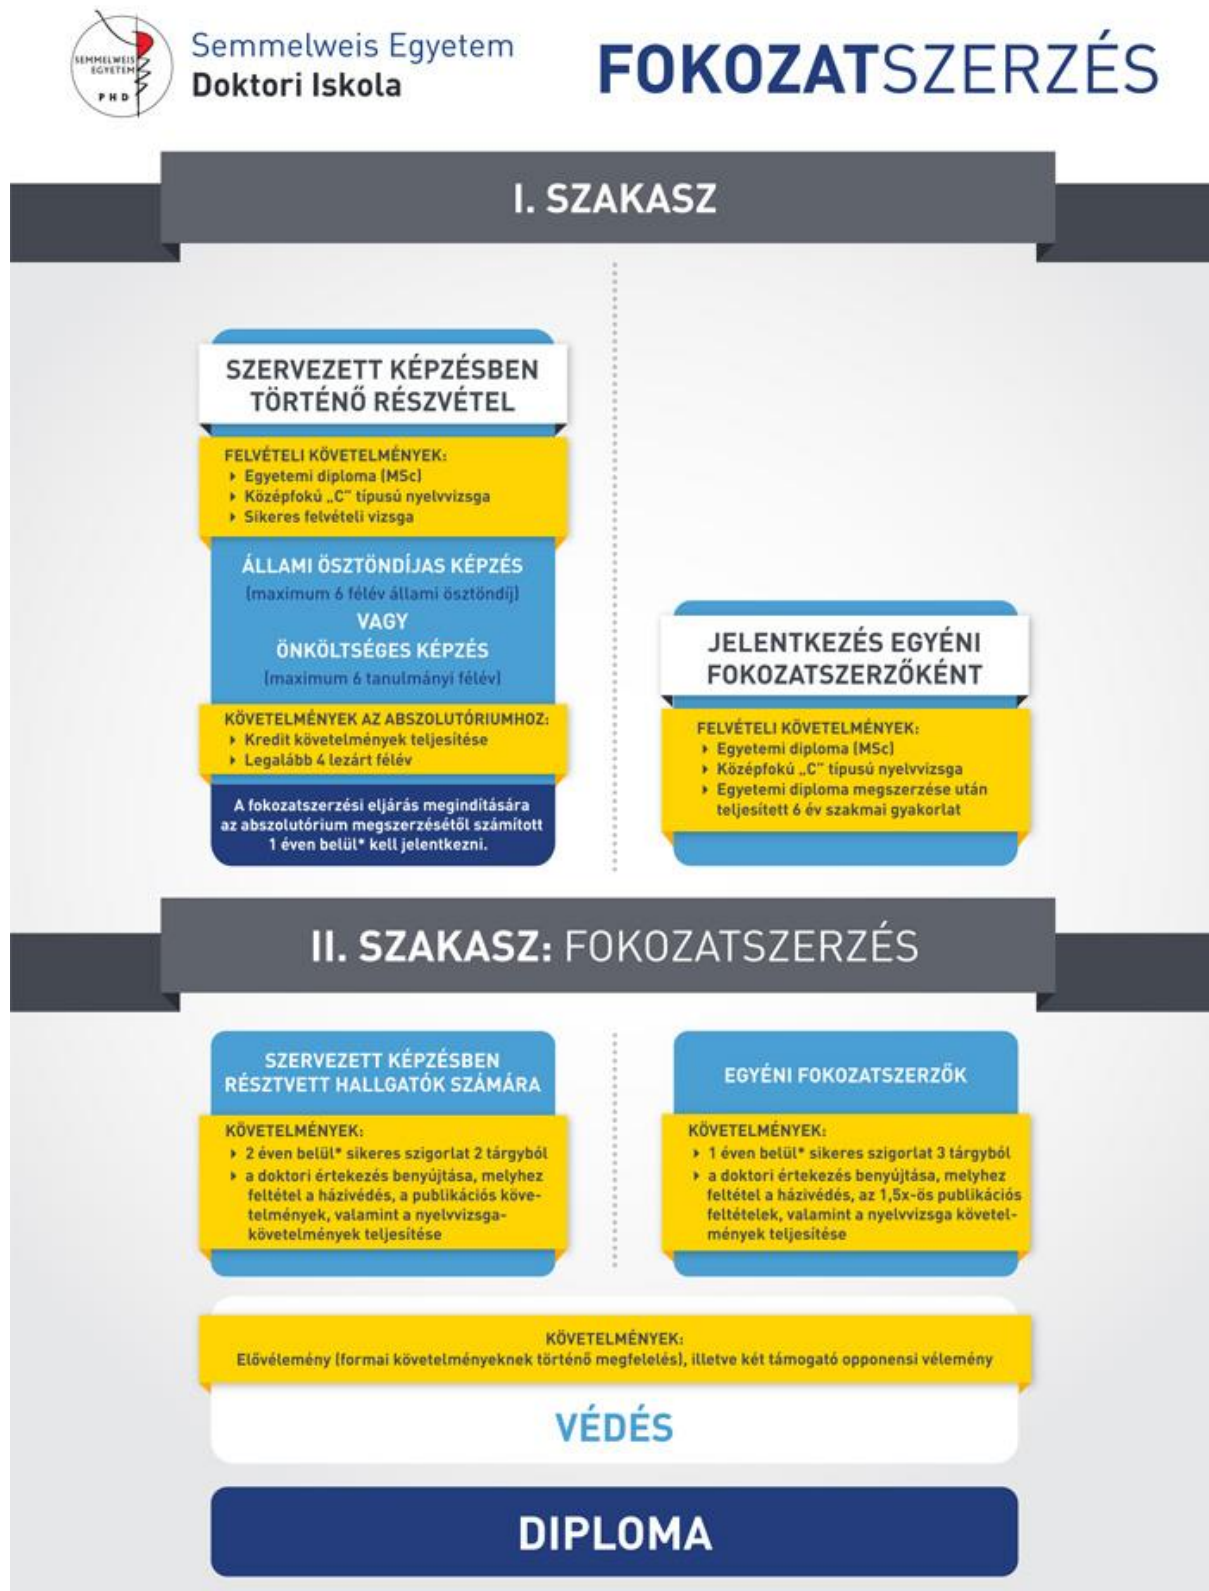 SEMMELWEIS
EGYETEM
PHD
Semmelweis Egyetem
Doktori Iskola
FOKOZATSZERZÉS
I. SZAKASZ
SZERVEZETT KÉPZÉSBEN
TÖRTÉNŐ RÉSZVÉTEL
FELVÉTELI KÖVETELMÉNYEK:
Egyetemi diploma (MSc)
Középfokú „C" típusú nyelvvizsga
Sikeres felvételi vizsga
ÁLLAMI ÖSZTÖNDÍJAS KÉPZÉS
(maximum 6 félév állami ösztöndíj)
VAGY
ÖNKÖLTSÉGES KÉPZÉS
(maximum 6 tanulmányi félév)
KÖVETELMÉNYEK AZ ABSZOLUTÓRIUMHOZ:
Kredit követelmények teljesítése
Legalább 4 lezárt félév
A fokozatszerzési eljárás megindítására
az abszolutórium megszerzésétől számított
1 éven belül* kell jelentkezni.
JELENTKEZÉS EGYÉNI
FOKOZATSZERZŐKÉNT
FELVÉTELI KÖVETELMÉNYEK:
Egyetemi diploma (MSc)
Középfokú „C" típusú nyelvvizsga
Egyetemi diploma megszerzése után
teljesített 6 év szakmai gyakorlat
II. SZAKASZ: FOKOZATSZERZÉS
SZERVEZETT KÉPZÉSBEN
RÉSZTVETT HALLGATÓK SZÁMÁRA
KÖVETELMÉNYEK:
2 éven belül* sikeres szigorlat 2 tárgyból
a doktori értekezés benyújtása, melyhez
feltétel a házivédés, a publikációs köve-
telmények, valamint a nyelvvizsga-
követelmények teljesítése
EGYÉNI FOKOZATSZERZŐK
KÖVETELMÉNYEK:
1 éven belül* sikeres szigorlat 3 tárgyból
a doktori értekezés benyújtása, melyhez
feltétel a házivédés, az 1,5x-ös publikációs
feltételek, valamint a nyelvvizsga követel-
mények teljesítése
KÖVETELMÉNYEK:
Elővélemény (formai követelményeknek történő megfelelés), illetve két támogató opponensi vélemény
VÉDÉS
DIPLOMA